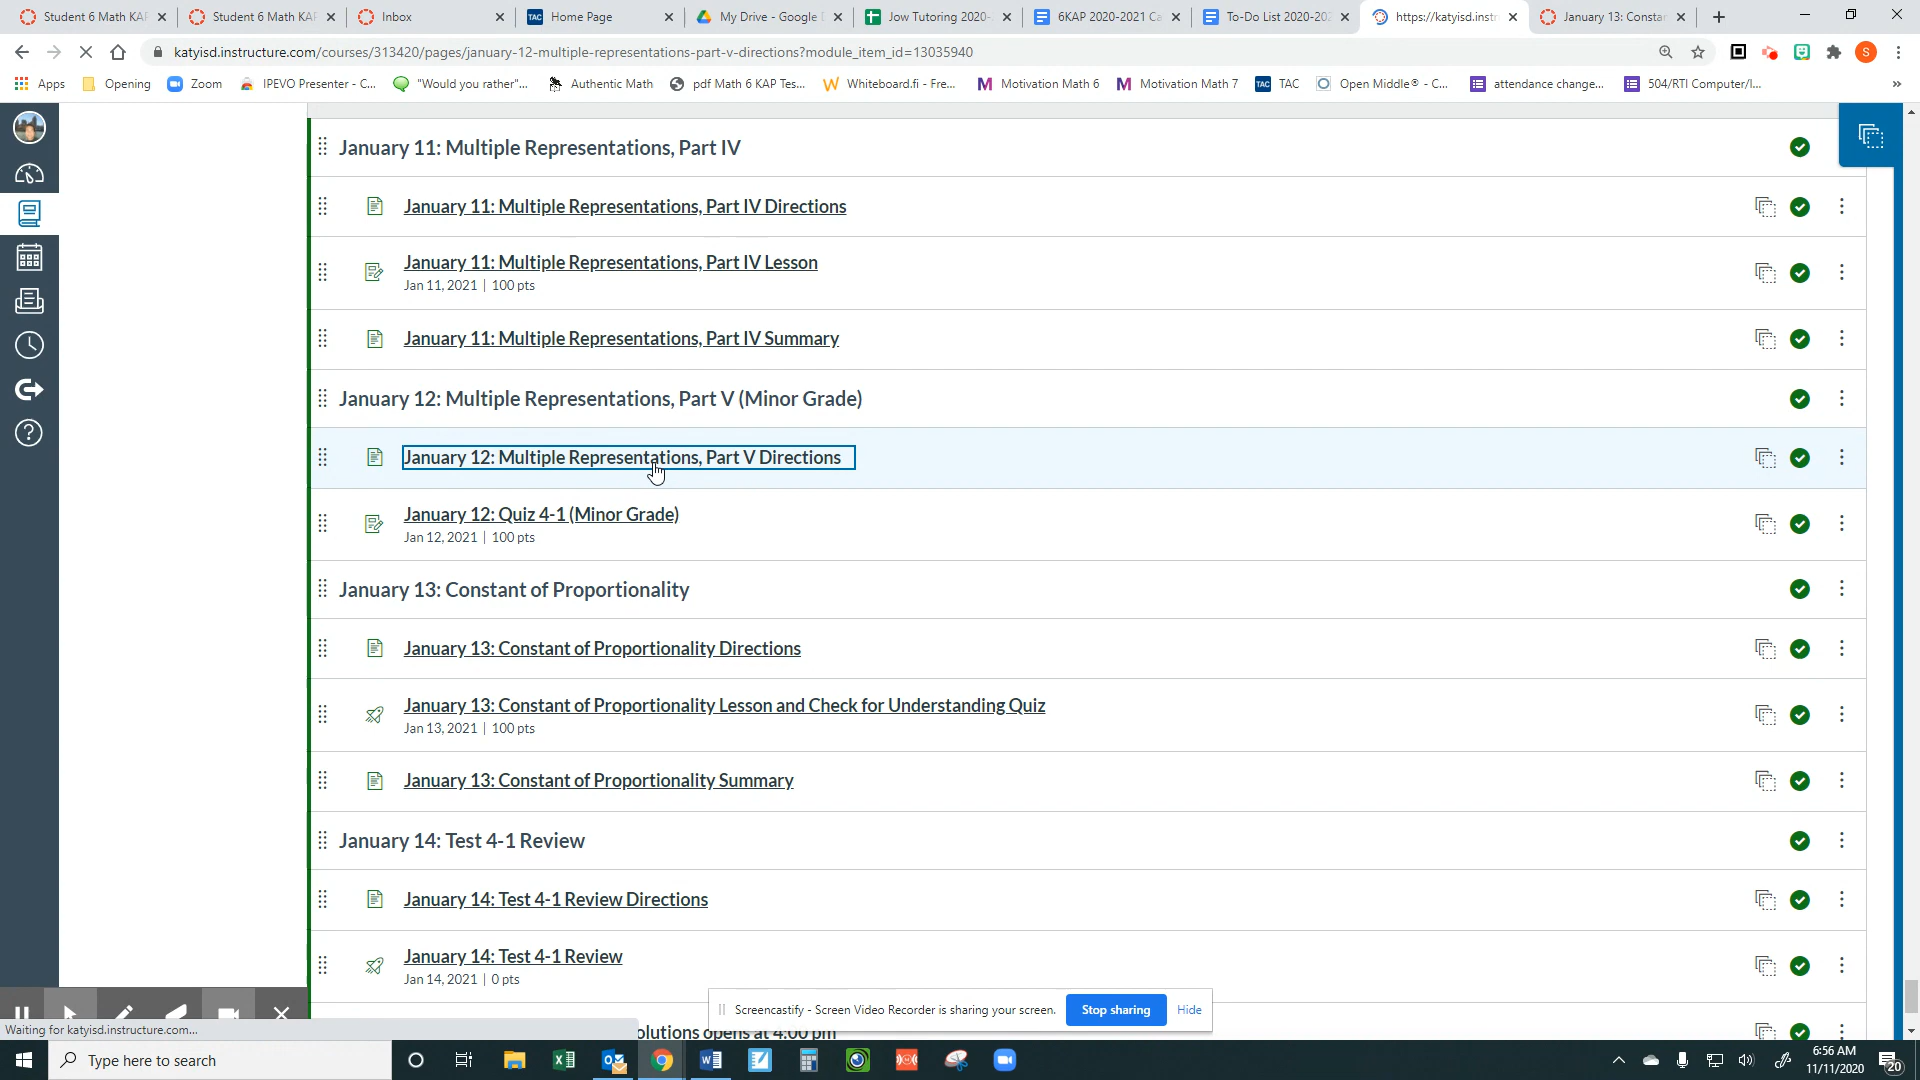 Student 6 Math KA
Student 6 Math KA
Inbox
TAC Home Page
My Drive - Google
Jow Tutoring 2020-
6KAP 2020-2021 Ca
To-Do List 2020-202
https://katyisd.instr
January 13: Consta
katyisd.instructure.com/courses/313420/pages/january-12-multiple-representations-part-v-directions?module_item_id=13035940
S
Apps
Opening
Zoom
IPEVO Presenter - C...
"Would you rather"...
Authentic Math
pdf Math 6 KAP Tes...
Whiteboard.fi - Fre...
Motivation Math 6
Motivation Math 7
TAC TAC
Open Middle® - C...
attendance change...
504/RTI Computer/I...
January 11: Multiple Representations, Part IV
January 11: Multiple Representations, Part IV Directions
January 11: Multiple Representations, Part IV Lesson
Jan 11, 2021 | 100 pts
January 11: Multiple Representations, Part IV Summary
January 12: Multiple Representations, Part V (Minor Grade)
January 12: Multiple Representations, Part V Directions
January 12: Quiz 4-1 (Minor Grade)
Jan 12, 2021 | 100 pts
January 13: Constant of Proportionality
January 13: Constant of Proportionality Directions
January 13: Constant of Proportionality Lesson and Check for Understanding Quiz
Jan 13, 2021 | 100 pts
January 13: Constant of Proportionality Summary
January 14: Test 4-1 Review
January 14: Test 4-1 Review Directions
January 14: Test 4-1 Review
Jan 14, 2021 | 0 pts
Screencastify - Screen Video Recorder is sharing your screen.
Stop sharing
Hide
Waiting for katyisd.instructure.com...
olutions opens at 4:00 pm
Type here to search
6:56 AM
11/11/2020
20